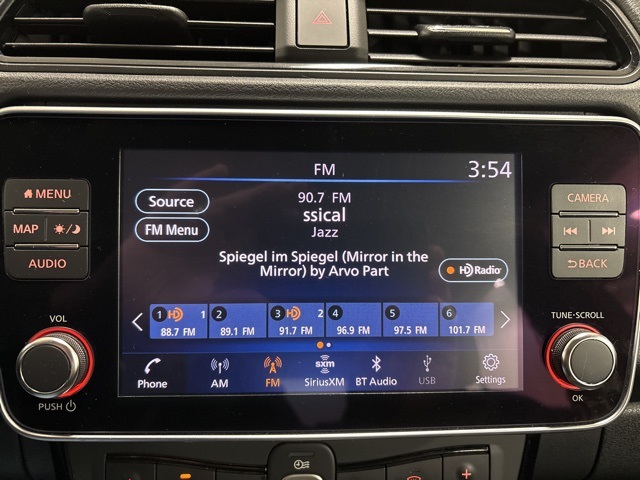 FM
3:54
MENU
MAP
AUDIO
Source
FM Menu
90.7 FM
ssical
Jazz
Spiegel im Spiegel (Mirror in the
Mirror) by Arvo Part
HD Radio
CAMERA
BACK
1 HD 1
88.7 FM
2
89.1 FM
3 HD 2
91.7 FM
4
96.9 FM
5
97.5 FM
6
101.7 FM
VOL
PUSH
TUNE·SCROLL
OK
Phone
AM
FM
sxm
SiriusXM
BT Audio
USB
Settings